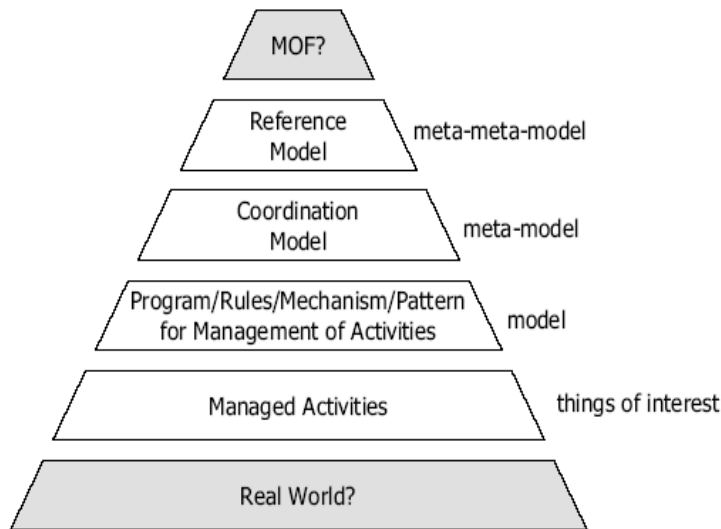 MOF?
Reference
Model
meta-meta-model
Coordination
Model
meta-model
Program/Rules/Mechanism/Pattern
for Management of Activities
model
Managed Activities
things of interest
Real World?